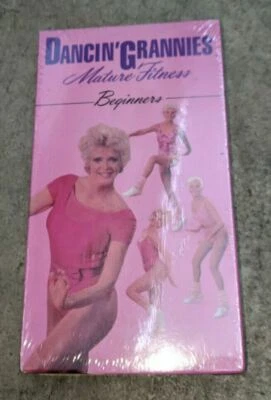 DANCIN' GRANNIES
Mature Fitness
Beginners